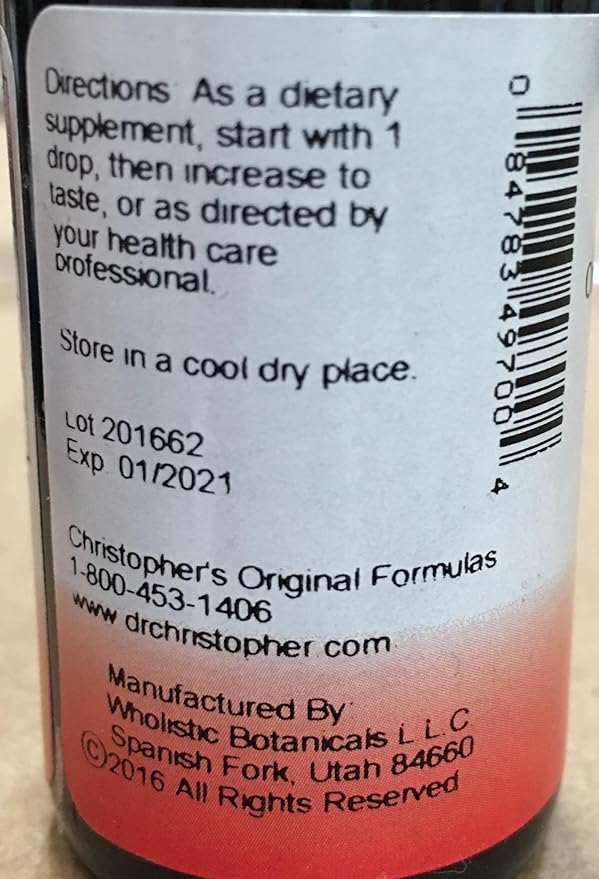 Directions As a dietary
supplement, start with 1
drop, then increase to
taste, or as directed by
your health care
professional.
Store in a cool dry place.
Lot 201662
Exp 01/2021
Christopher's Original Formulas
1-800-453-1406
www drchristopher com
Manufactured By:
Wholistic Botanicals L.L.C
Spanish Fork, Utah 84660
©2016 All Rights Reserved
0 84783 49700 4